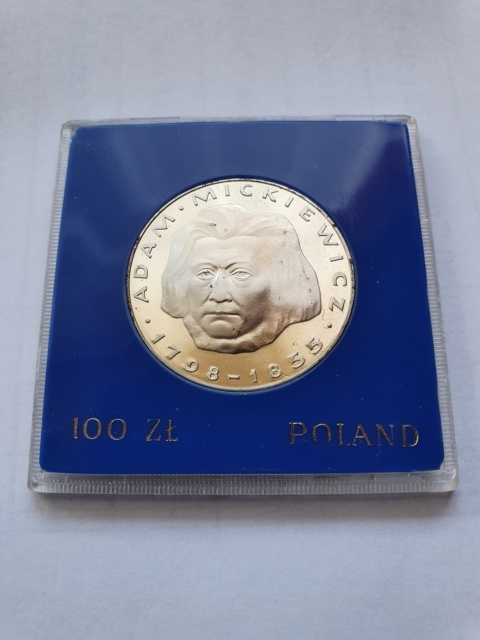 ADAM · MICKIEWICZ ·
· 1798-1855
100 ZŁ POLAND